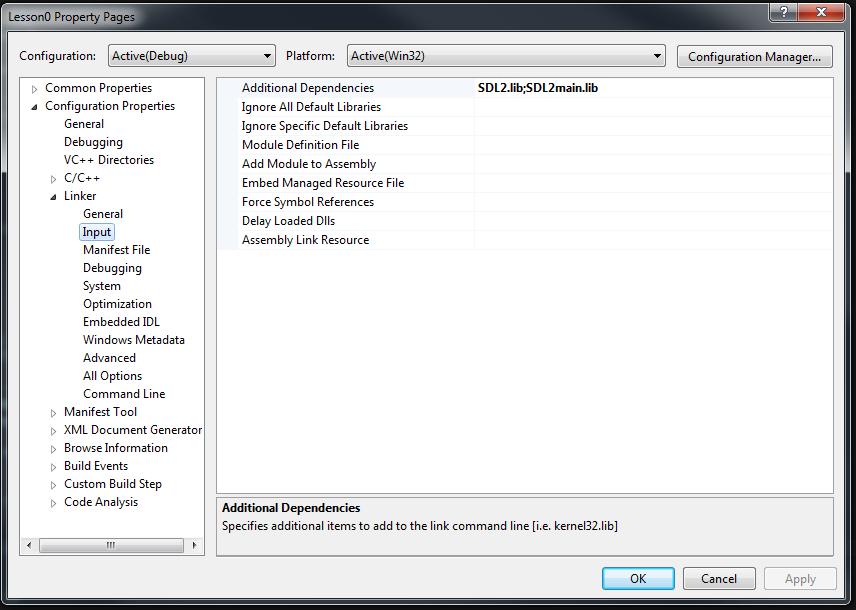 Lesson0 Property Pages
Configuration: Active(Debug) Platform: Active(Win32) Configuration Manager...
Common Properties
Configuration Properties
General
Debugging
VC++ Directories
C/C++
Linker
General
Input
Manifest File
Debugging
System
Optimization
Embedded IDL
Windows Metadata
Advanced
All Options
Command Line
Manifest Tool
XML Document Generator
Browse Information
Build Events
Custom Build Step
Code Analysis
Additional Dependencies SDL2.lib;SDL2main.lib
Ignore All Default Libraries
Ignore Specific Default Libraries
Module Definition File
Add Module to Assembly
Embed Managed Resource File
Force Symbol References
Delay Loaded Dlls
Assembly Link Resource
Additional Dependencies
Specifies additional items to add to the link command line [i.e. kernel32.lib]
OK Cancel Apply